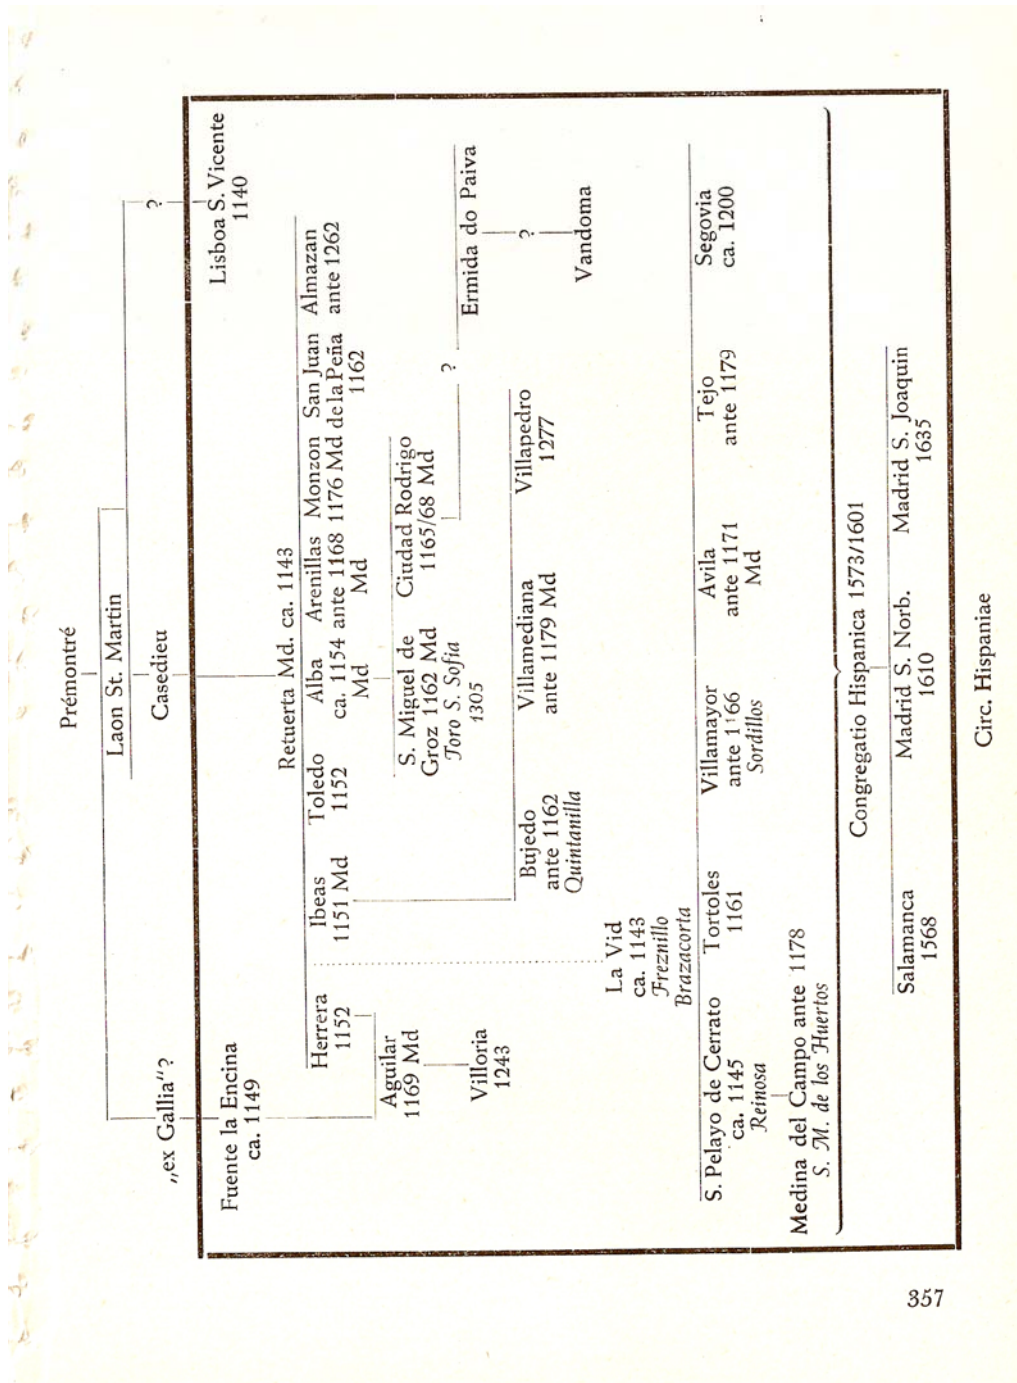 Prémontré
Laon St. Martin
„ex Gallia"?
Casedieu
?
Fuente la Encina
ca. 1149
Lisboa S. Vicente
1140
Retuerta Md. ca. 1143
Herrera
1152
Ibeas
1151 Md
Toledo
1152
Alba
ca. 1154
Md
Arenillas
ante 1168
Md
Monzon
1176 Md
San Juan
de la Peña
1162
Almazan
ante 1262
Aguilar
1169 Md
S. Miguel de
Groz 1162 Md
Toro S. Sofia
1305
Ciudad Rodrigo
1165/68 Md
?
Ermida do Paiva
?
Vandoma
Villoria
1243
Bujedo
ante 1162
Quintanilla
Villamediana
ante 1179 Md
Villapedro
1277
La Vid
ca. 1143
Freznillo
Brazacorta
S. Pelayo de Cerrato
ca. 1145
Reinosa
Tortoles
1161
Villamayor
ante 1166
Sordillos
Avila
ante 1171
Md
Tejo
ante 1179
Segovia
ca. 1200
Medina del Campo ante 1178
S. M. de los Huertos
Congregatio Hispanica 1573/1601
Salamanca
1568
Madrid S. Norb.
1610
Madrid S. Joaquin
1635
Circ. Hispaniae
357